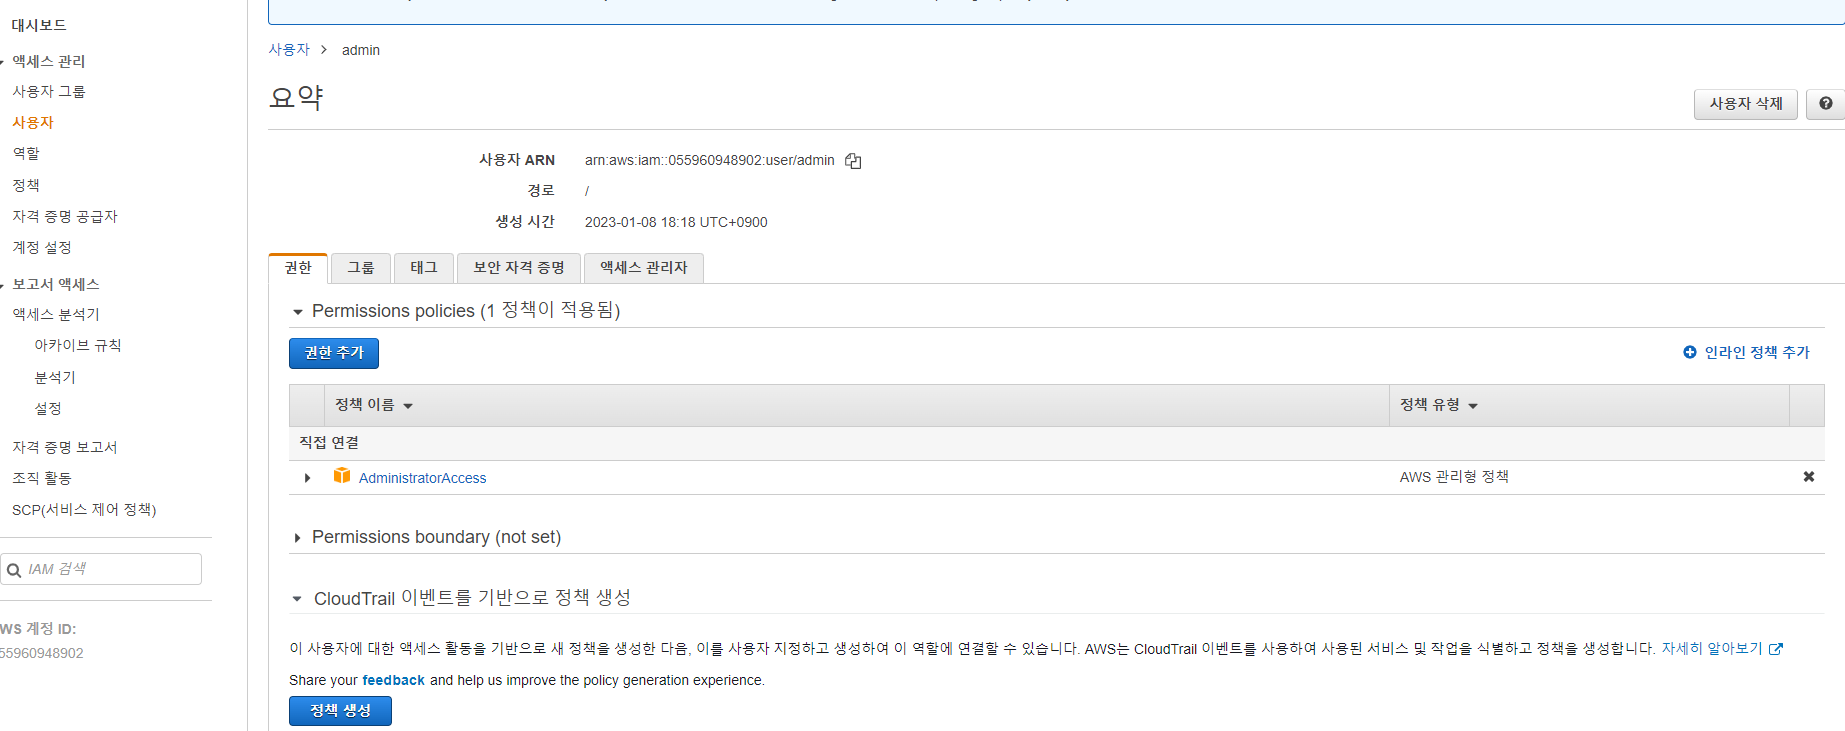 대시보드
액세스 관리
사용자 그룹
사용자
역할
정책
자격 증명 공급자
계정 설정
보고서 액세스
액세스 분석기
아카이브 규칙
분석기
설정
자격 증명 보고서
조직 활동
SCP(서비스 제어 정책)
IAM 검색
WS 계정 ID:
55960948902
사용자 > admin
요약
사용자 삭제
사용자 ARN arn:aws:iam::055960948902:user/admin
경로 /
생성 시간 2023-01-08 18:18 UTC+0900
권한 그룹 태그 보안 자격 증명 액세스 관리자
Permissions policies (1 정책이 적용됨)
권한 추가 인라인 정책 추가
정책 이름 정책 유형
직접 연결
AdministratorAccess AWS 관리형 정책
Permissions boundary (not set)
CloudTrail 이벤트를 기반으로 정책 생성
이 사용자에 대한 액세스 활동을 기반으로 새 정책을 생성한 다음, 이를 사용자 지정하고 생성하여 이 역할에 연결할 수 있습니다. AWS는 CloudTrail 이벤트를 사용하여 사용된 서비스 및 작업을 식별하고 정책을 생성합니다. 자세히 알아보기
Share your feedback and help us improve the policy generation experience.
정책 생성